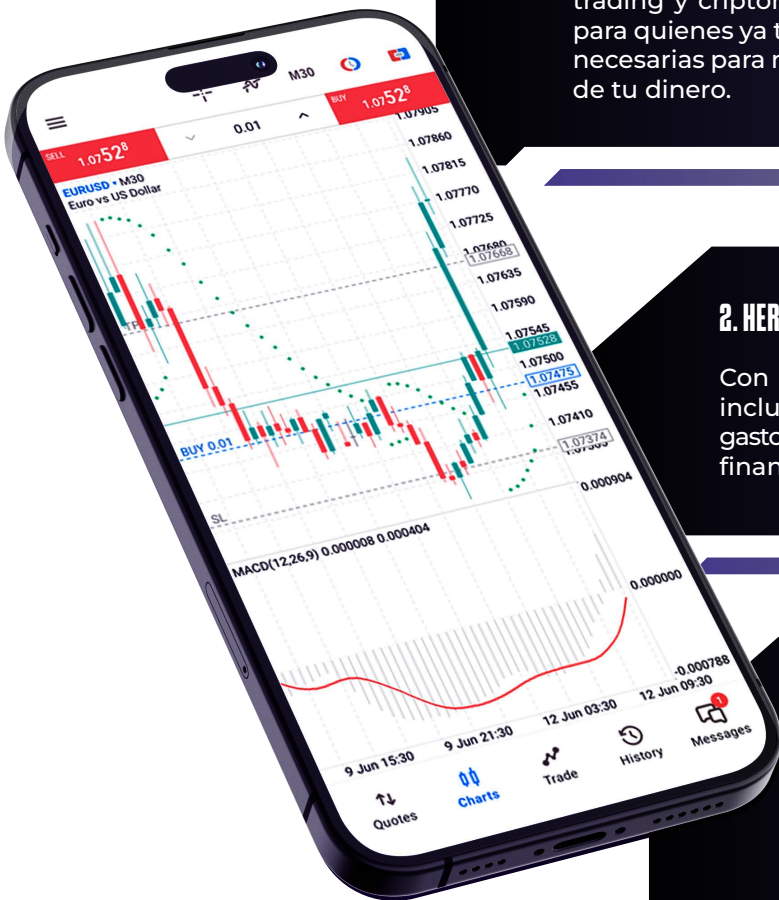 trading y
para quienes ya
necesarias para
de tu dinero.
M30
SELL 1.07528
0.01
BUY 1.07528
EURUSD • M30
Euro vs US Dollar
1.07905
1.07860
1.07815
1.07770
1.07725
1.07680
1.07668
1.07635
1.07590
1.07545
1.07528
1.07500
1.07475
1.07455
1.07410
1.07374
TP
BUY 0.01
SL
0.000904
MACD(12,26,9) 0.000008 0.000404
0.000000
-0.000788
9 Jun 15:30
9 Jun 21:30
12 Jun 03:30
12 Jun 09:30
Quotes
Charts
Trade
History
1
Messages
2. HER
Con
inclu
gasto
finan